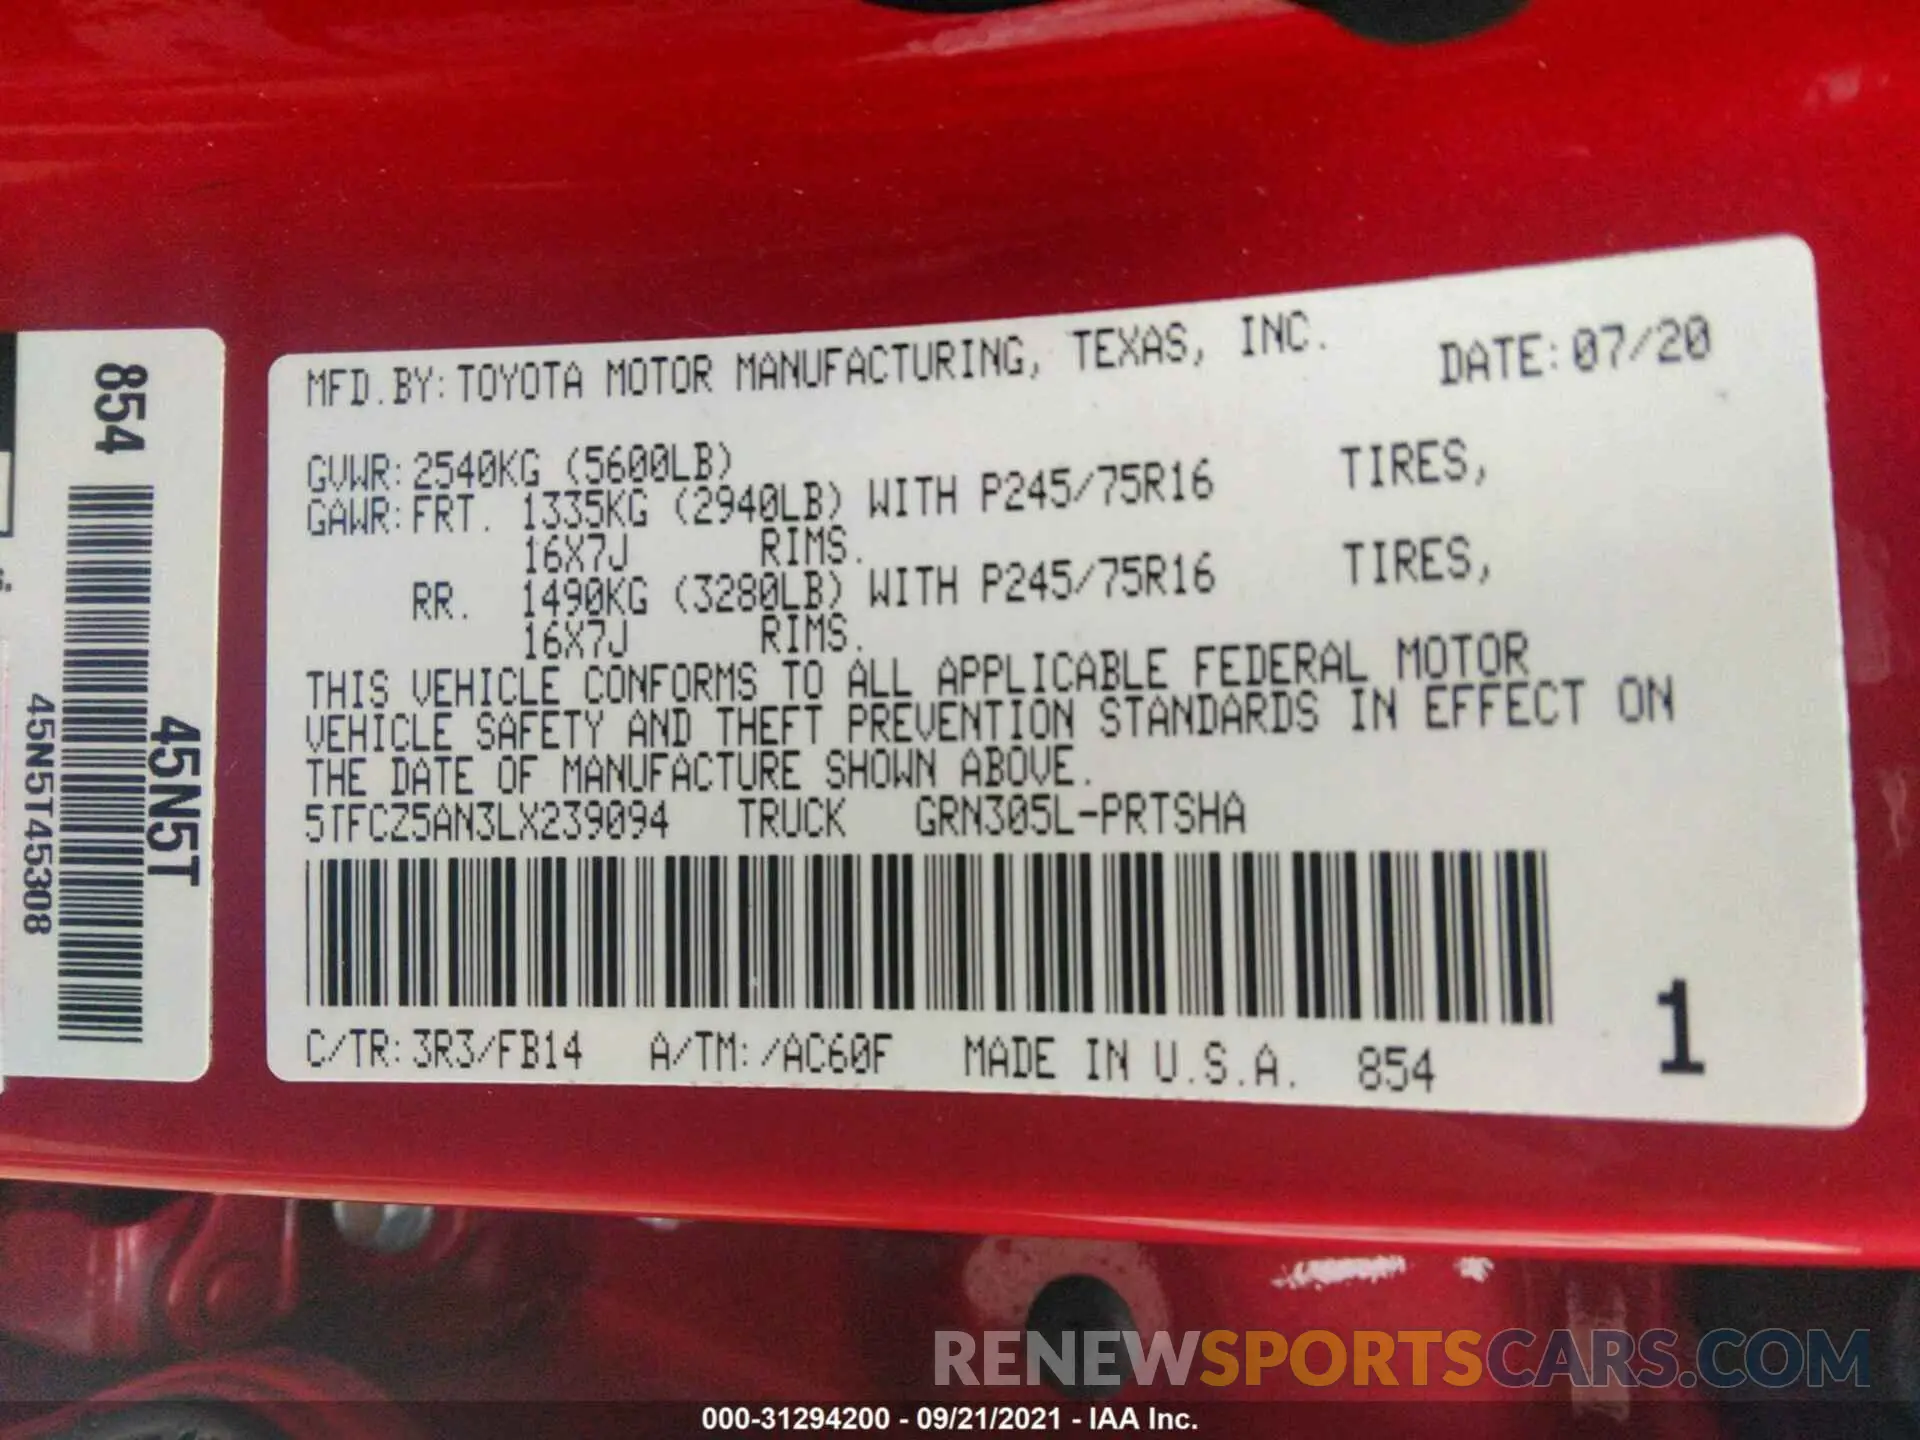 MFD.BY:TOYOTA MOTOR MANUFACTURING, TEXAS, INC. DATE:07/20
GVWR:2540KG (5600LB)
GAWR:FRT. 1335KG (2940LB) WITH P245/75R16 TIRES,
16X7J RIMS.
RR. 1490KG (3280LB) WITH P245/75R16 TIRES,
16X7J RIMS.
THIS VEHICLE CONFORMS TO ALL APPLICABLE FEDERAL MOTOR
VEHICLE SAFETY AND THEFT PREVENTION STANDARDS IN EFFECT ON
THE DATE OF MANUFACTURE SHOWN ABOVE.
5TFCZ5AN3LX239094 TRUCK GRN305L-PRTSHA
C/TR:3R3/FB14 A/TM:/AC60F MADE IN U.S.A. 854
1
854
45N5T
45N5T45308
RENEWSPORTSCARS.COM
000-31294200 - 09/21/2021 - IAA Inc.